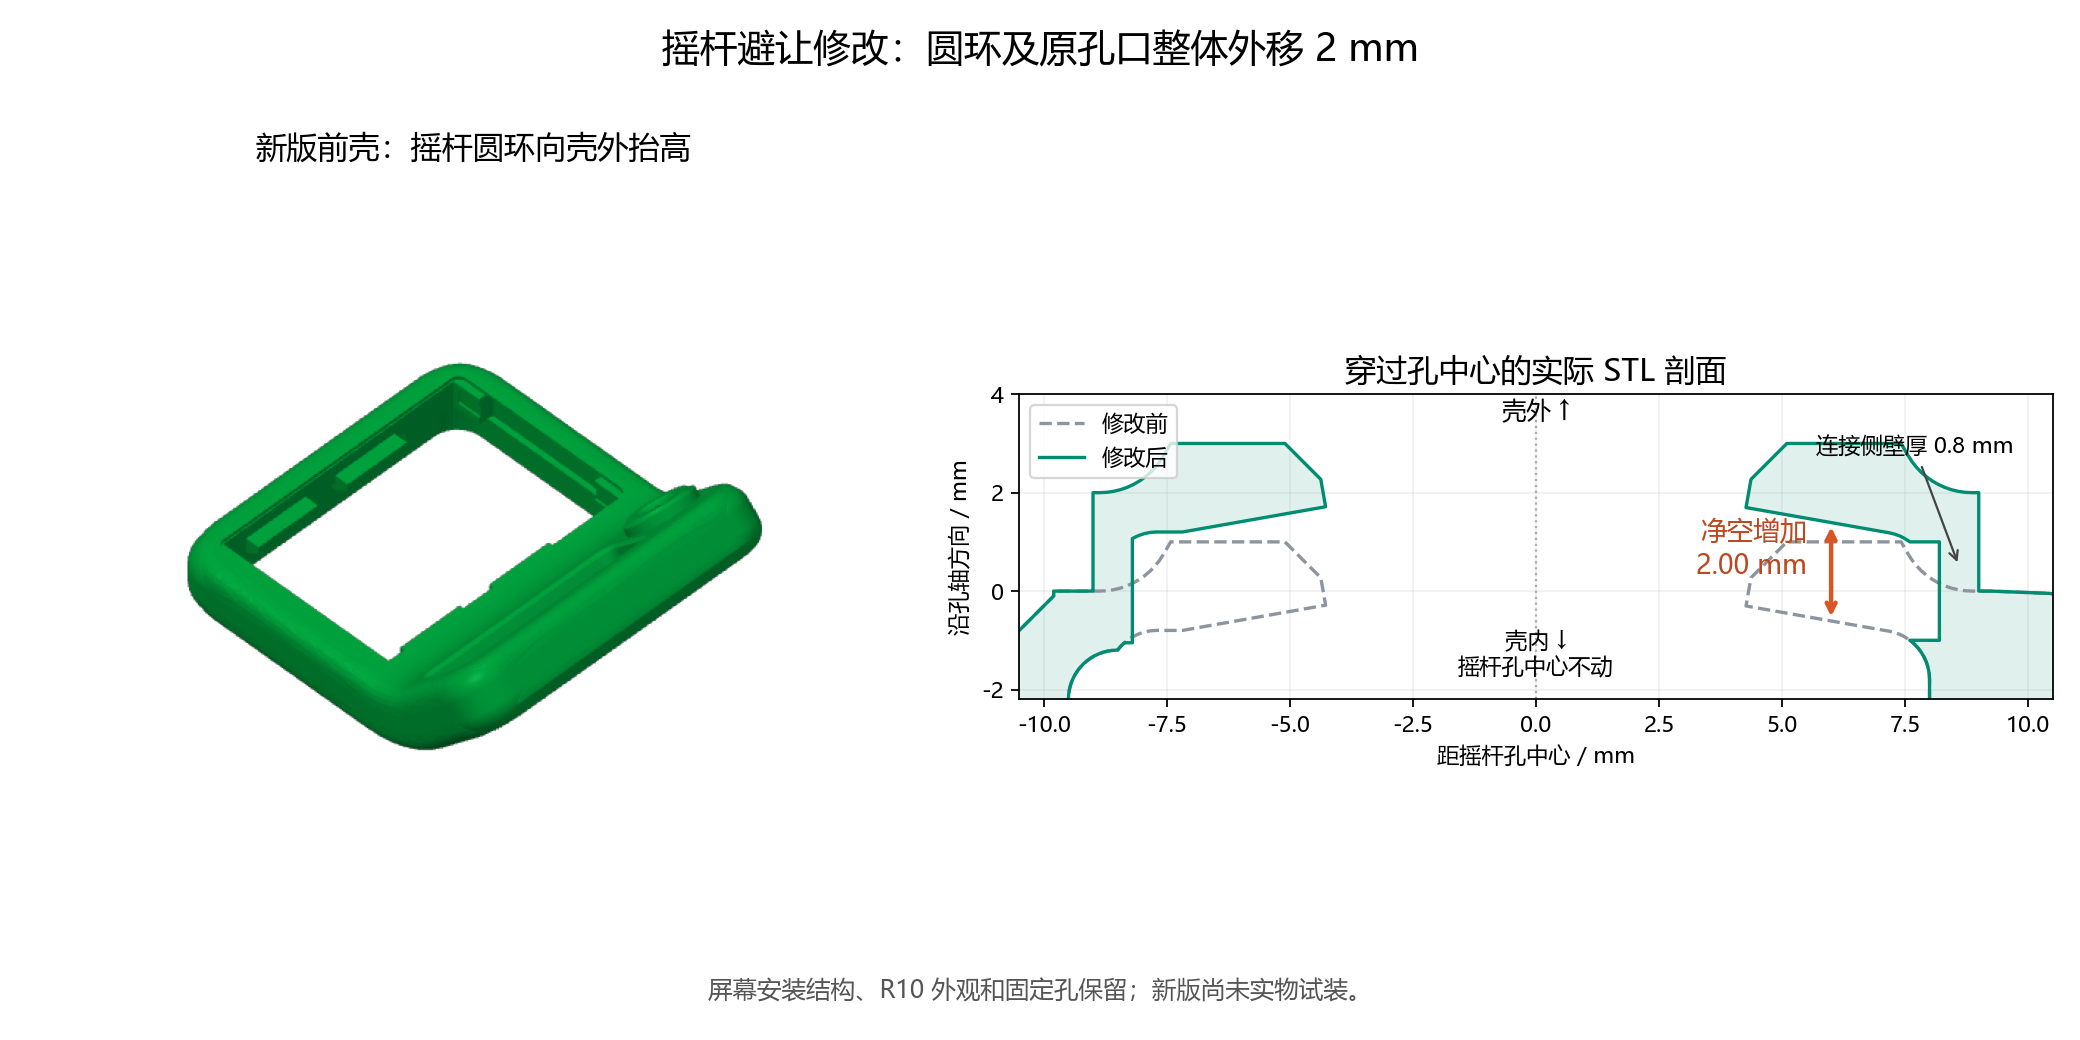 摇杆避让修改：圆环及原孔口整体外移 2 mm
新版前壳：摇杆圆环向壳外抬高
穿过孔中心的实际 STL 剖面
修改前
修改后
壳外 ↑
连接侧壁厚 0.8 mm
净空增加
2.00 mm
壳内 ↓
摇杆孔中心不动
沿孔轴方向 / mm
4
2
0
-2
-10.0 -7.5 -5.0 -2.5 0.0 2.5 5.0 7.5 10.0
距摇杆孔中心 / mm
屏幕安装结构、R10 外观和固定孔保留；新版尚未实物试装。